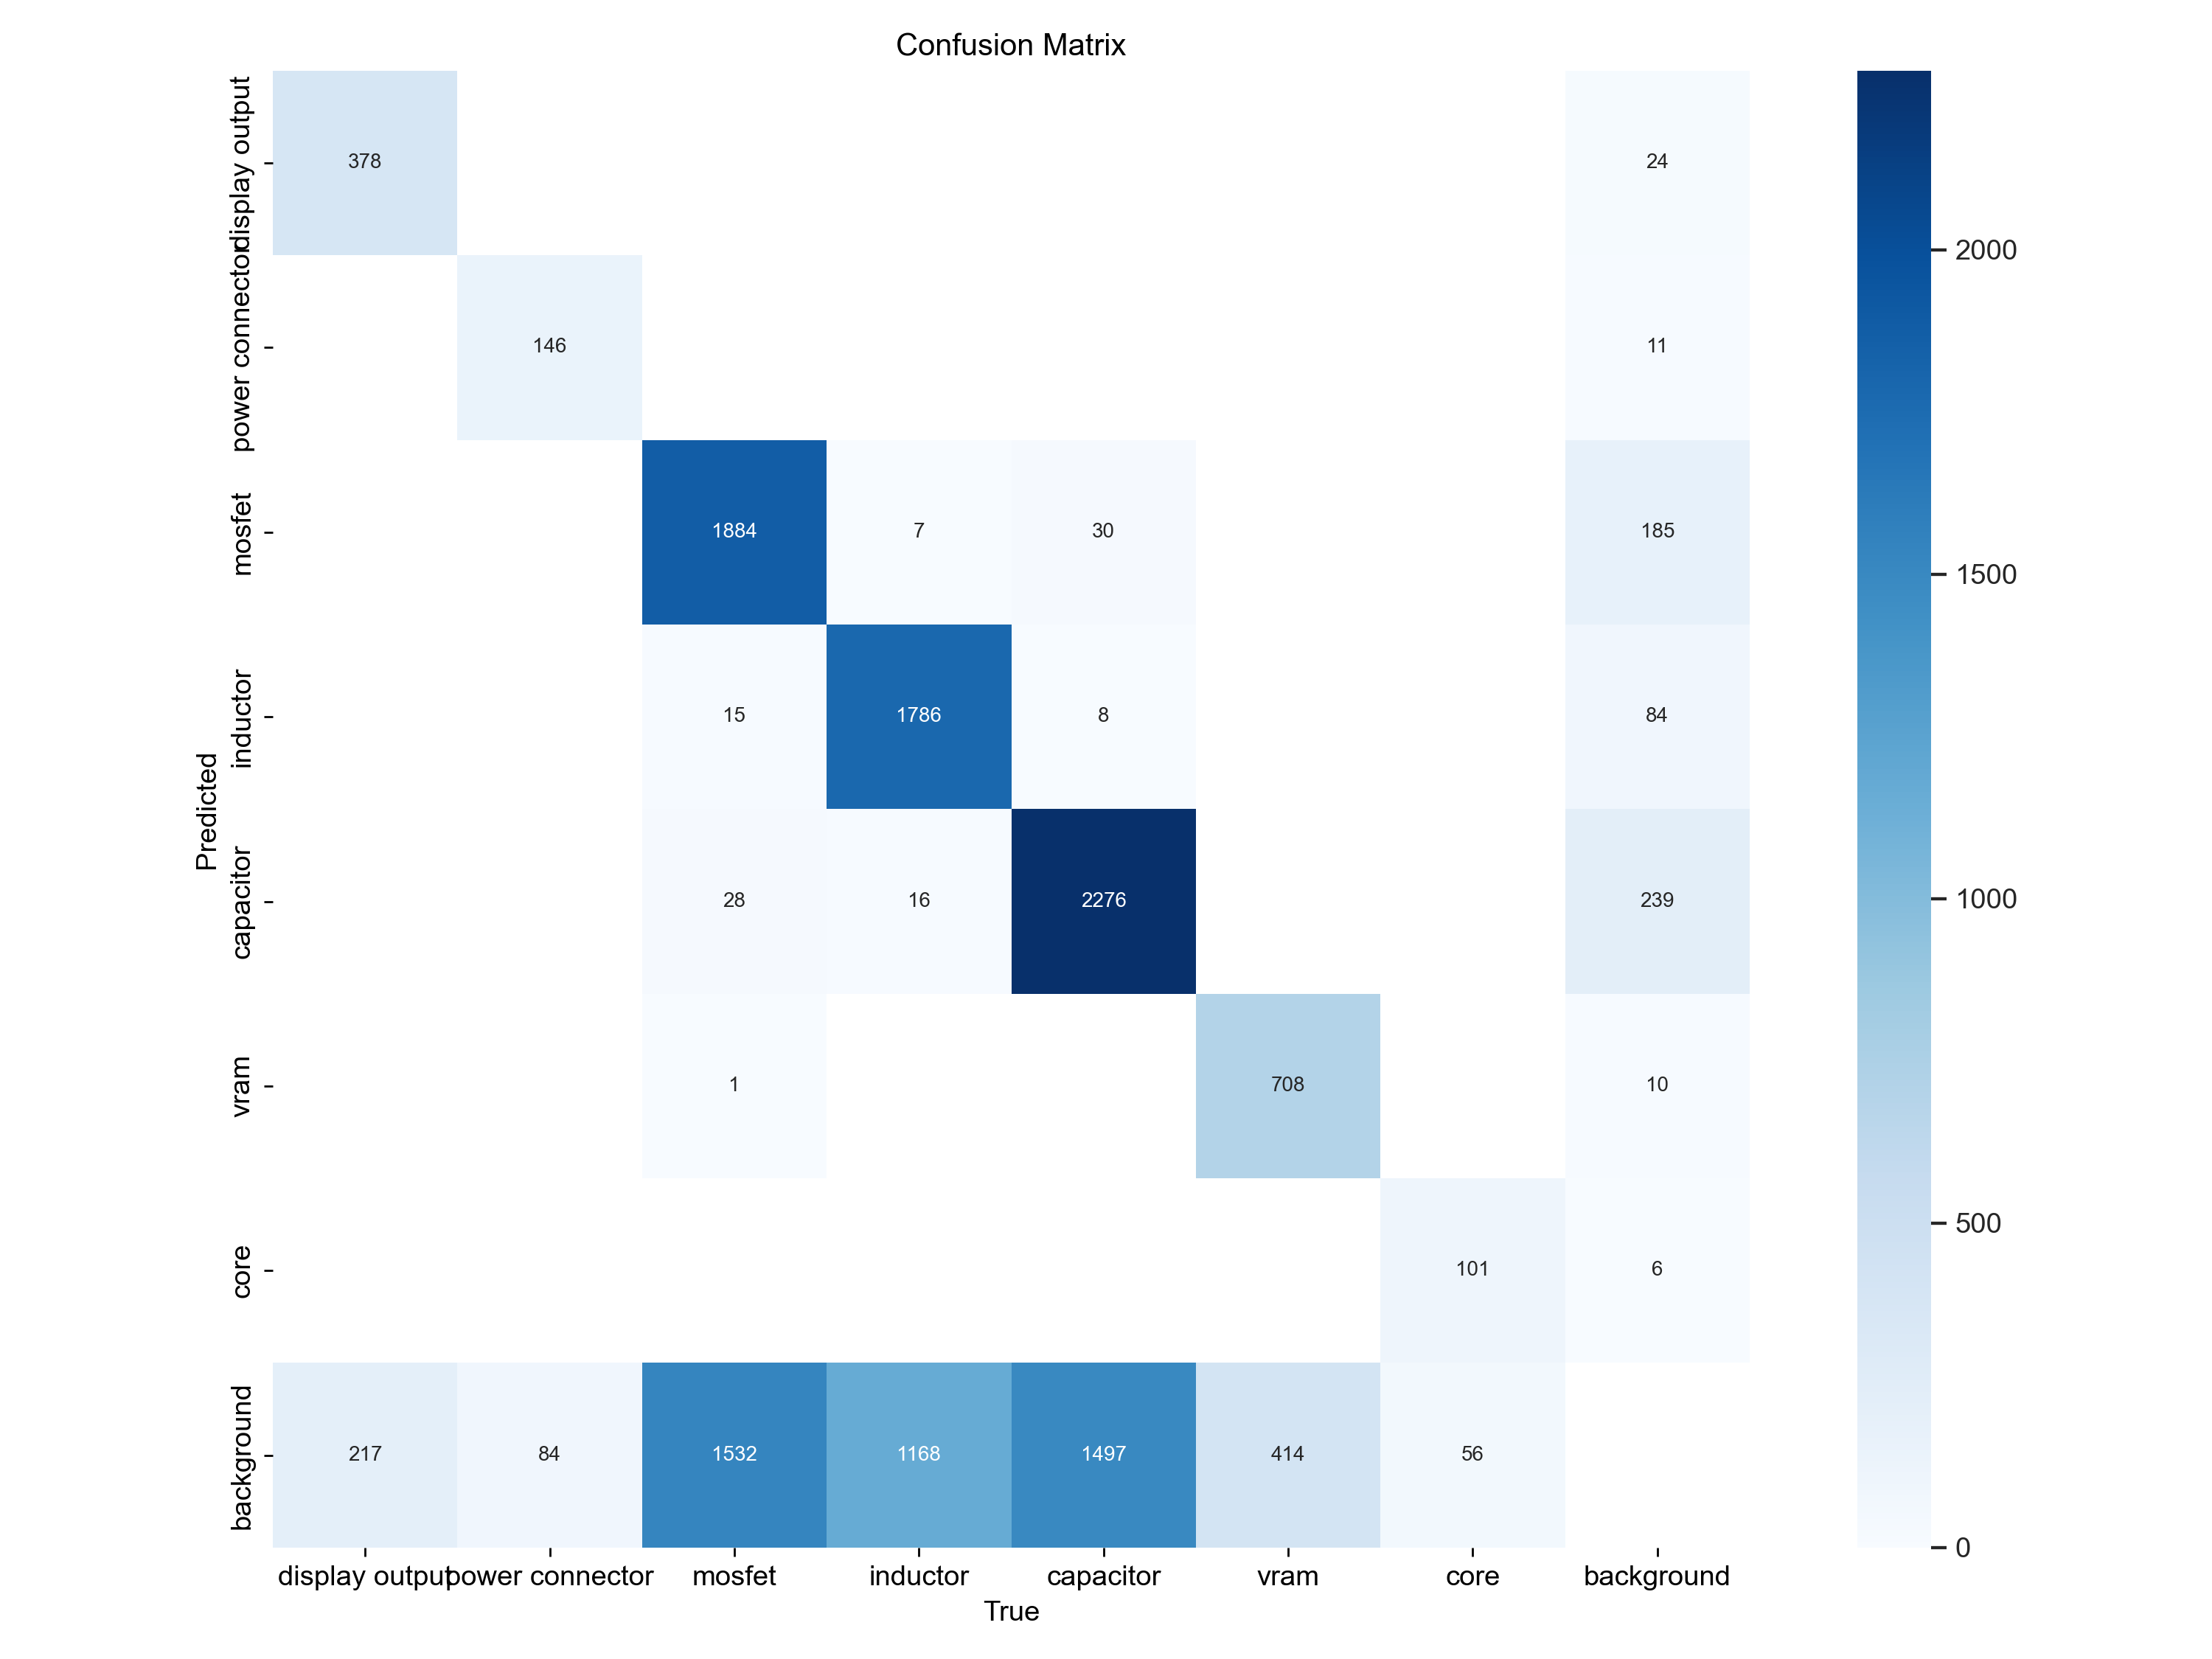 Confusion Matrix
display output
378
24
power connector
146
11
mosfet
1884
7
30
185
inductor
15
1786
8
84
capacitor
28
16
2276
239
vram
1
708
10
core
101
6
background
217
84
1532
1168
1497
414
56
Predicted
display output
power connector
mosfet
inductor
capacitor
vram
core
background
True
2000
1500
1000
500
0